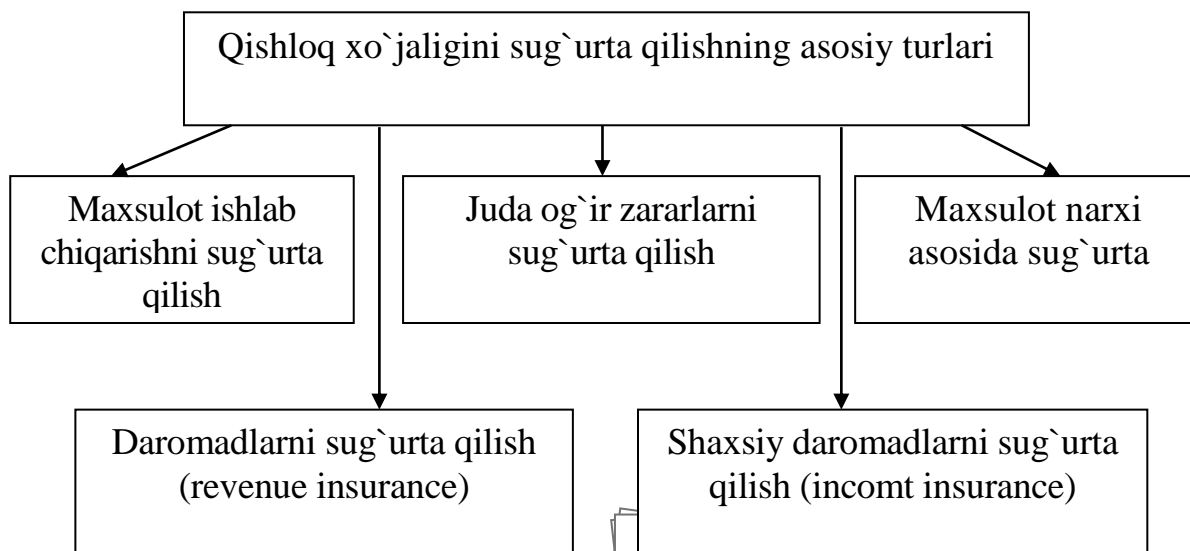 Qishloq xo`jaligini sug`urta qilishning asosiy turlari
Maxsulot ishlab
chiqarishni sug`urta
qilish
Juda og`ir zararlarni
sug`urta qilish
Maxsulot narxi
asosida sug`urta
Daromadlarni sug`urta qilish
(revenue insurance)
Shaxsiy daromadlarni sug`urta
qilish (incomt insurance)